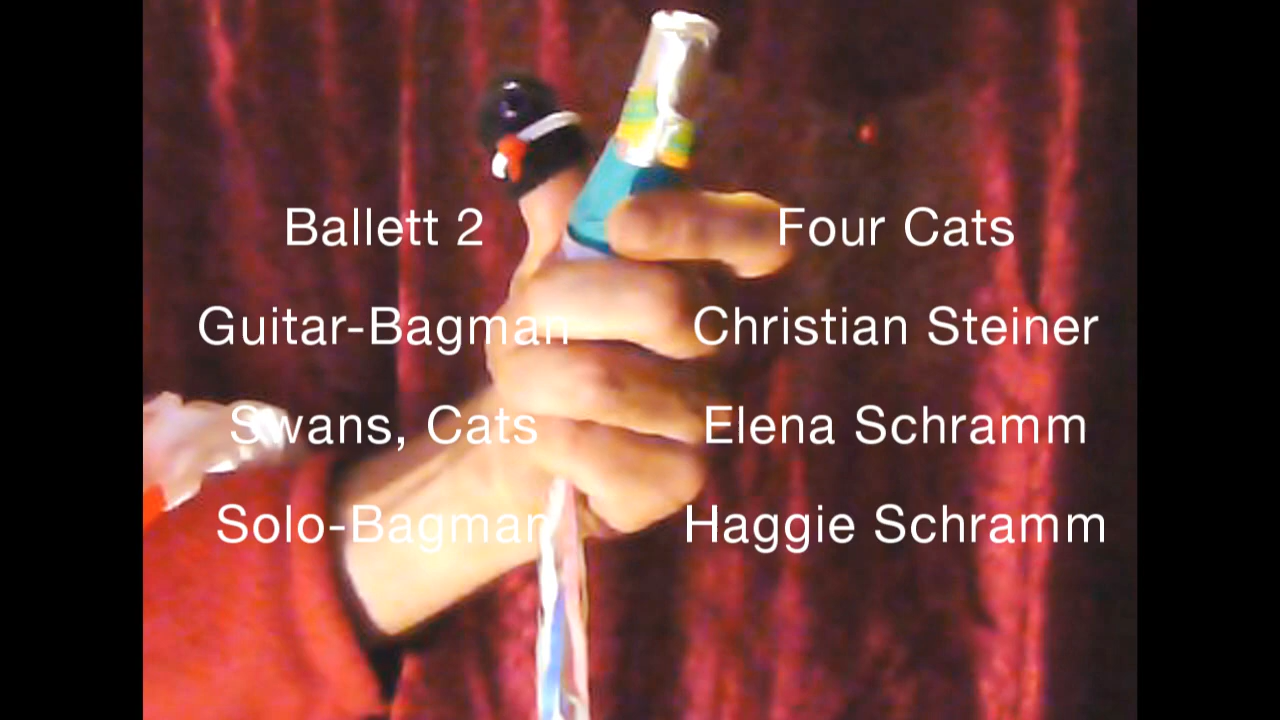 Ballett 2 Four Cats
Guitar-Bagman Christian Steiner
Swans, Cats Elena Schramm
Solo-Bagman Haggie Schramm